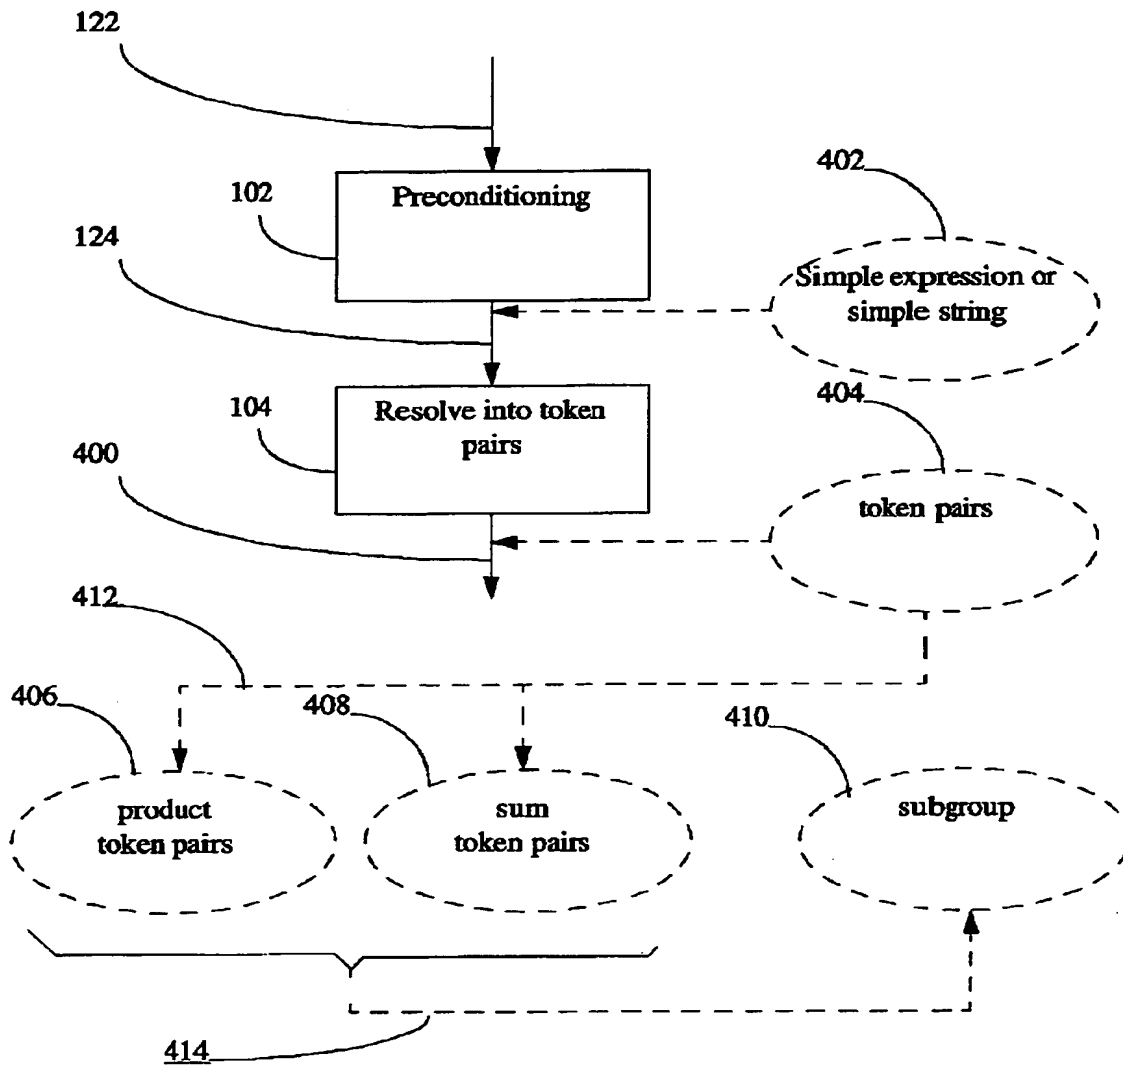 122
402
102
Preconditioning
124
Simple expression or
simple string
404
104
Resolve into token
pairs
400
token pairs
412
406
408
410
product
token pairs
sum
token pairs
subgroup
414